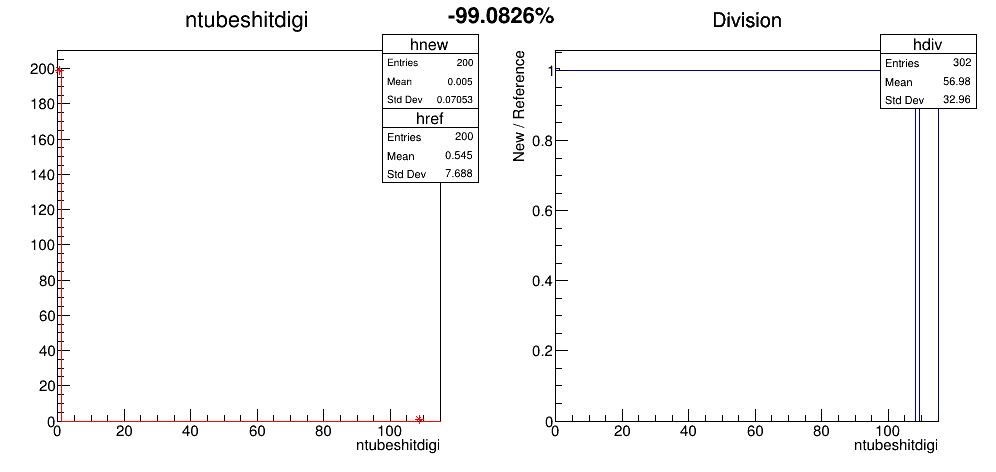 ntubeshitdigi
-99.0826%
Division
hnew
Entries 200
Mean 0.005
Std Dev 0.07053
href
Entries 200
Mean 0.545
Std Dev 7.688
200
180
160
140
120
100
80
60
40
20
0
0 20 40 60 80 100
ntubeshitdigi
hdiv
Entries 302
Mean 56.98
Std Dev 32.96
New / Reference
1
0.8
0.6
0.4
0.2
0
0 20 40 60 80 100
ntubeshitdigi